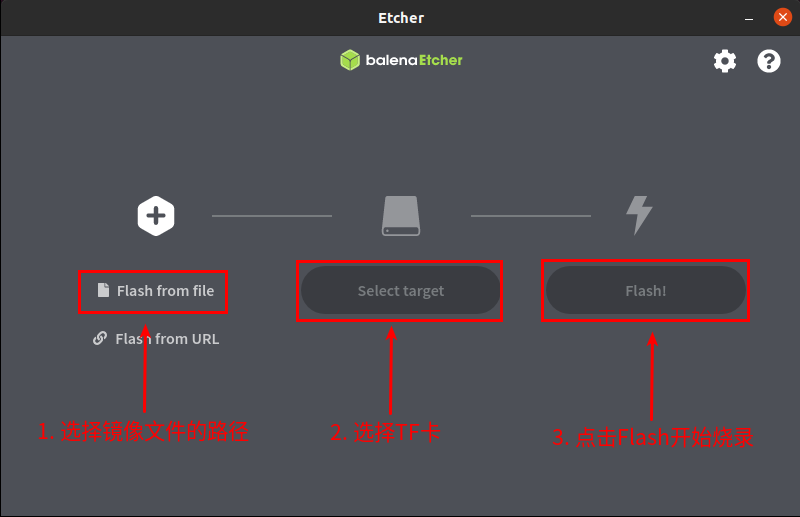 Etcher
balenaEtcher
Flash from file
Select target
Flash!
Flash from URL
1. 选择镜像文件的路径
2. 选择TF卡
3. 点击Flash开始烧录